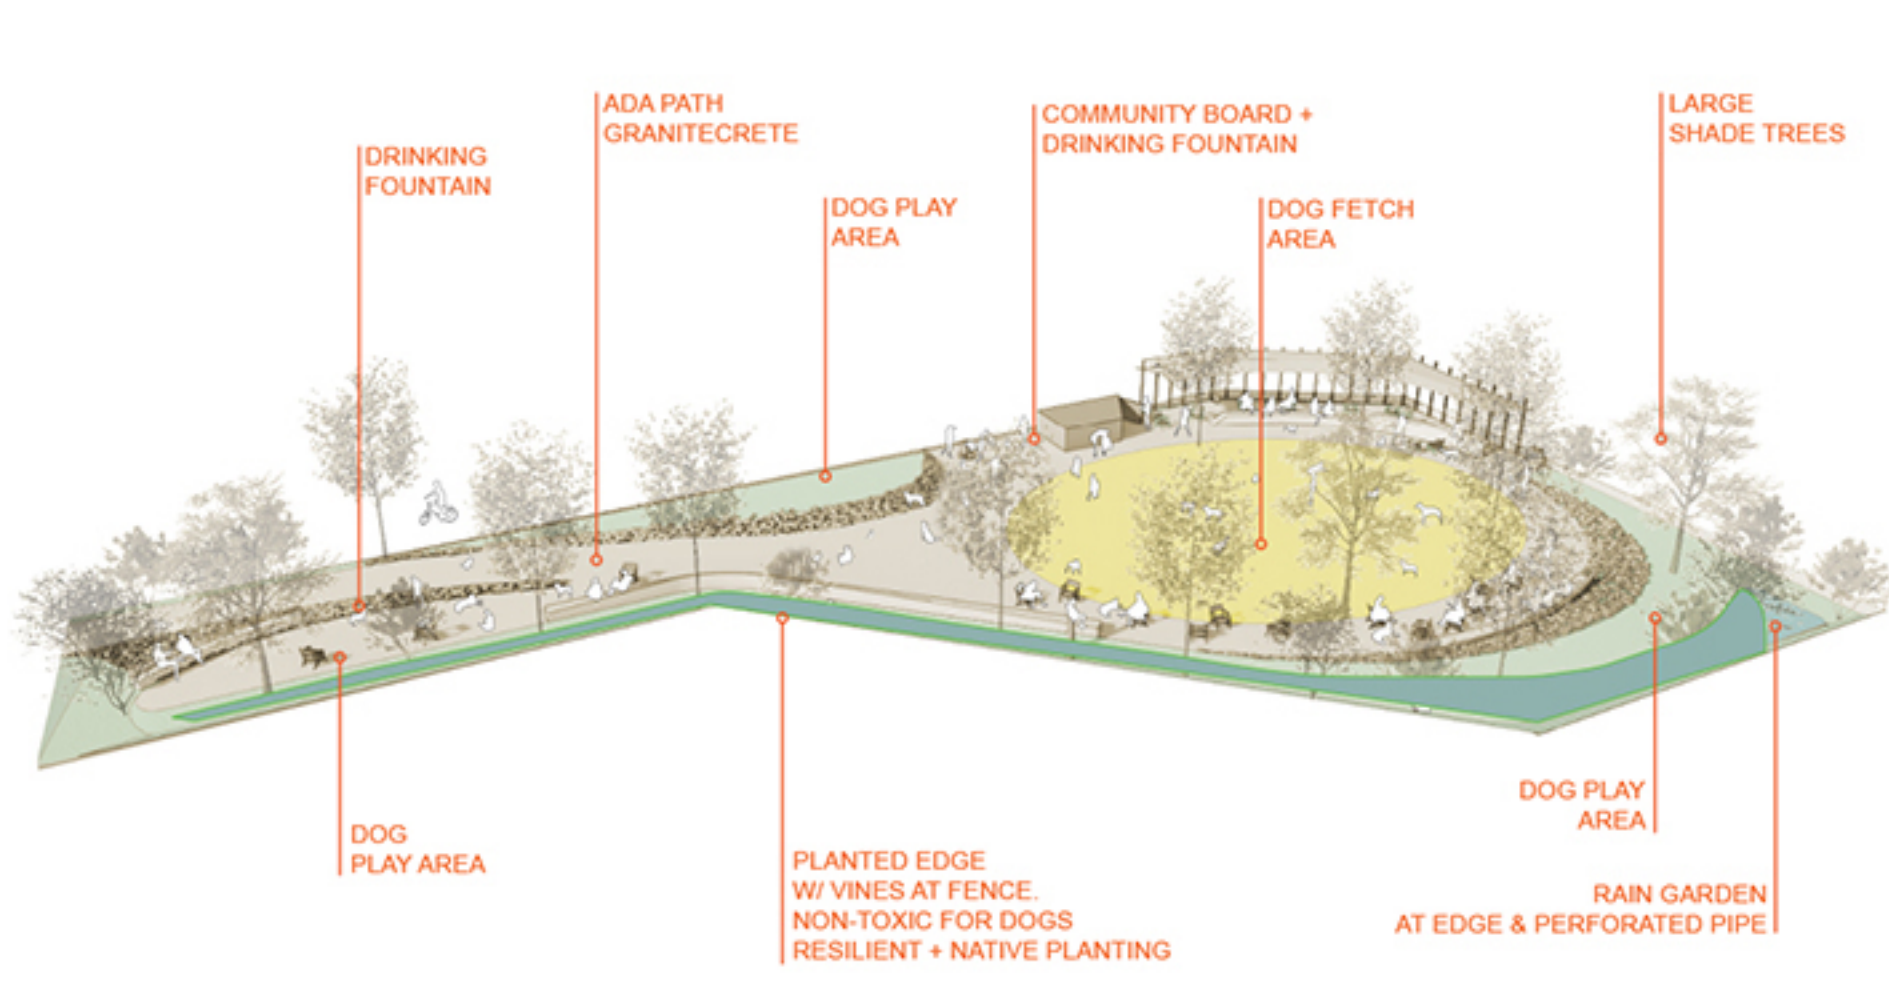 ADA PATH
GRANITECRETE
LARGE
SHADE TREES
COMMUNITY BOARD +
DRINKING FOUNTAIN
DRINKING
FOUNTAIN
DOG PLAY
AREA
DOG FETCH
AREA
DOG PLAY
AREA
DOG
PLAY AREA
PLANTED EDGE
W/ VINES AT FENCE.
NON-TOXIC FOR DOGS
RESILIENT + NATIVE PLANTING
RAIN GARDEN
AT EDGE & PERFORATED PIPE